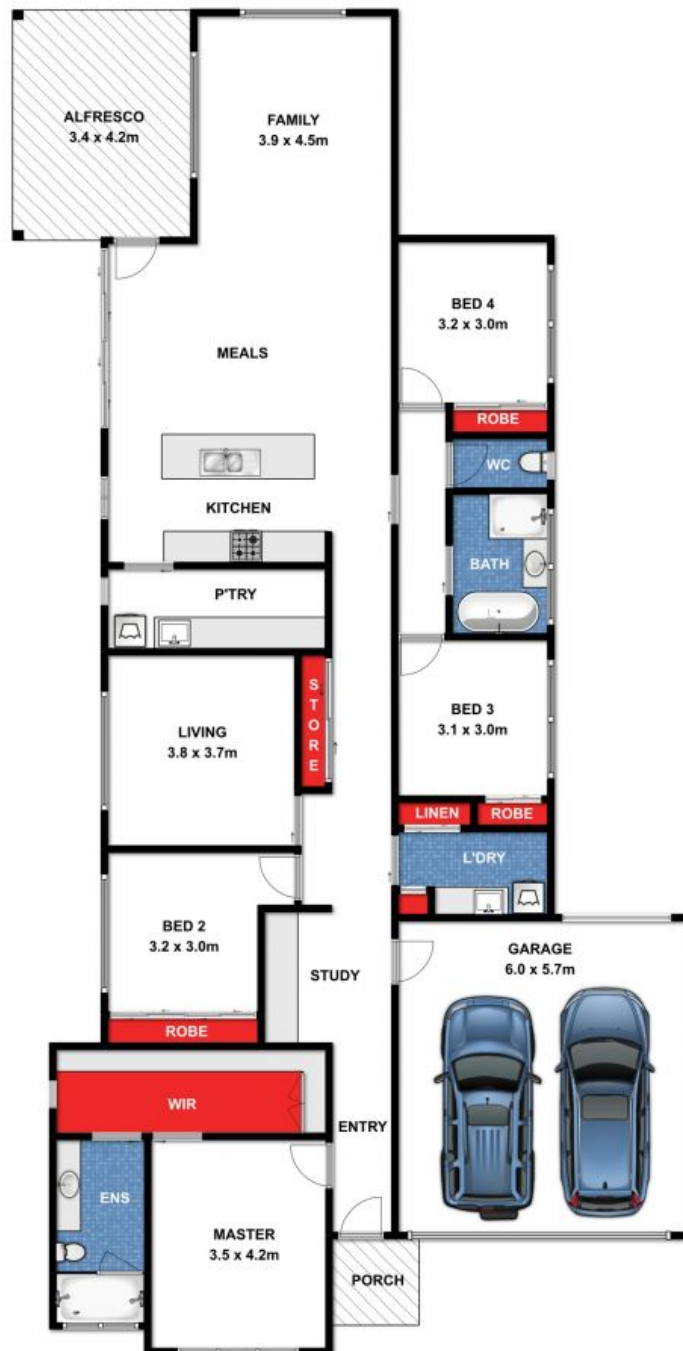 ALFRESCO
3.4 x 4.2m
FAMILY
3.9 x 4.5m
BED 4
3.2 x 3.0m
MEALS
ROBE
WC
KITCHEN
BATH
P'TRY
STORE
LIVING
3.8 x 3.7m
BED 3
3.1 x 3.0m
LINEN
ROBE
L'DRY
BED 2
3.2 x 3.0m
STUDY
GARAGE
6.0 x 5.7m
ROBE
WIR
ENTRY
ENS
MASTER
3.5 x 4.2m
PORCH